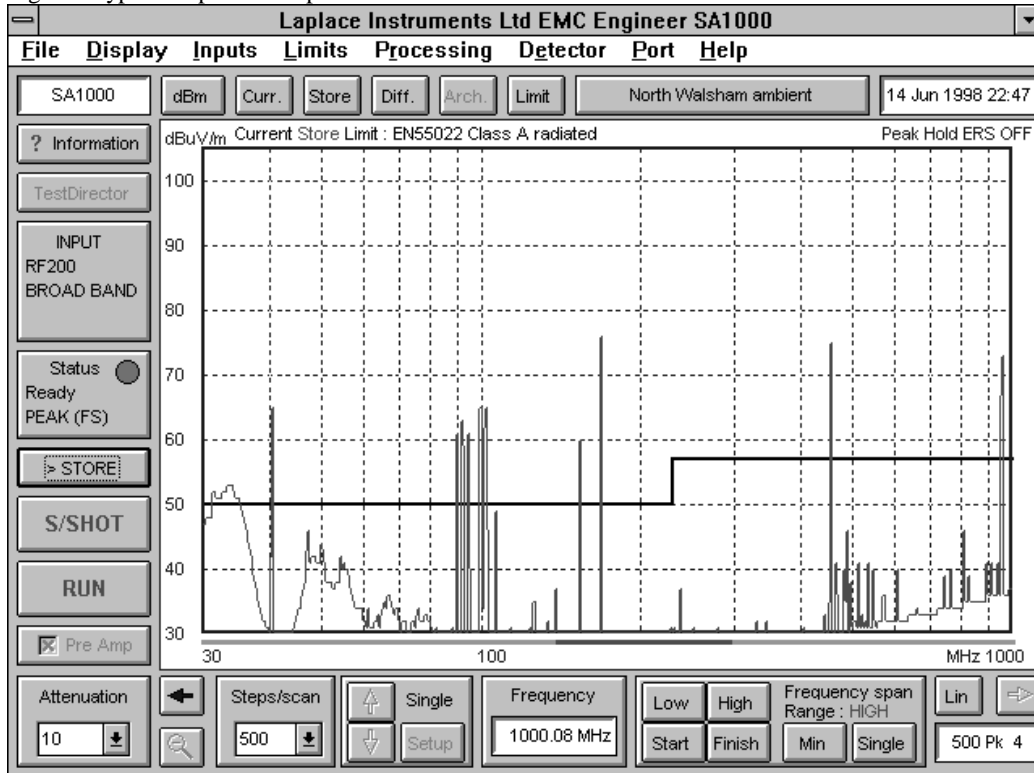 Laplace Instruments Ltd EMC Engineer SA1000
File Display Inputs Limits Processing Detector Port Help
SA1000 dBm Curr. Store Diff. Arch. Limit North Walsham ambient 14 Jun 1998 22:47
? Information
dBuV/m Current Store Limit : EN55022 Class A radiated Peak Hold ERS OFF
TestDirector
INPUT
RF200
BROAD BAND
Status
Ready
PEAK (FS)
> STORE
S/SHOT
RUN
Pre Amp
100
90
80
70
60
50
40
30
30 100 MHz 1000
Attenuation
10
Steps/scan
500
Single
Setup
Frequency
1000.08 MHz
Low High
Start Finish
Frequency span
Range : HIGH
Min Single
Lin
500 Pk 4